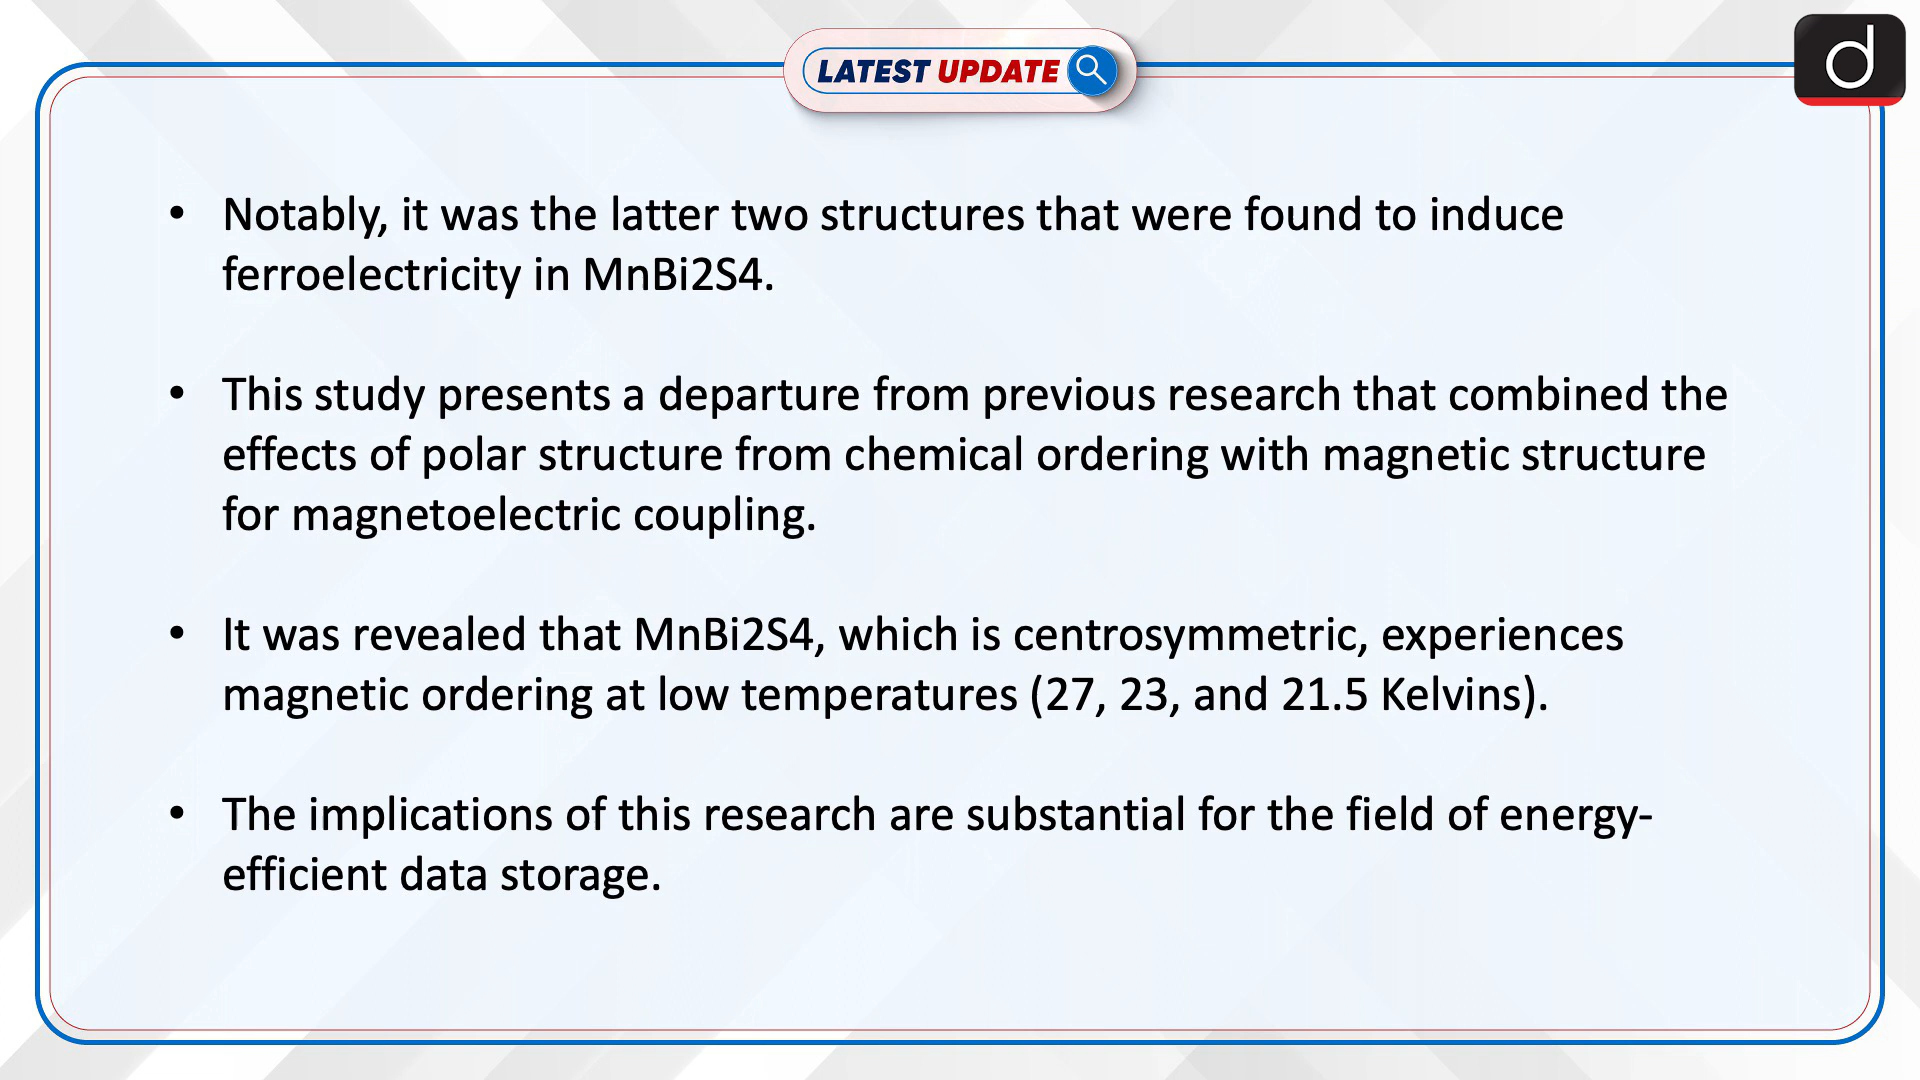 LATEST UPDATE
d
• Notably, it was the latter two structures that were found to induce
ferroelectricity in MnBi2S4.
• This study presents a departure from previous research that combined the
effects of polar structure from chemical ordering with magnetic structure
for magnetoelectric coupling.
• It was revealed that MnBi2S4, which is centrosymmetric, experiences
magnetic ordering at low temperatures (27, 23, and 21.5 Kelvins).
• The implications of this research are substantial for the field of energy-
efficient data storage.